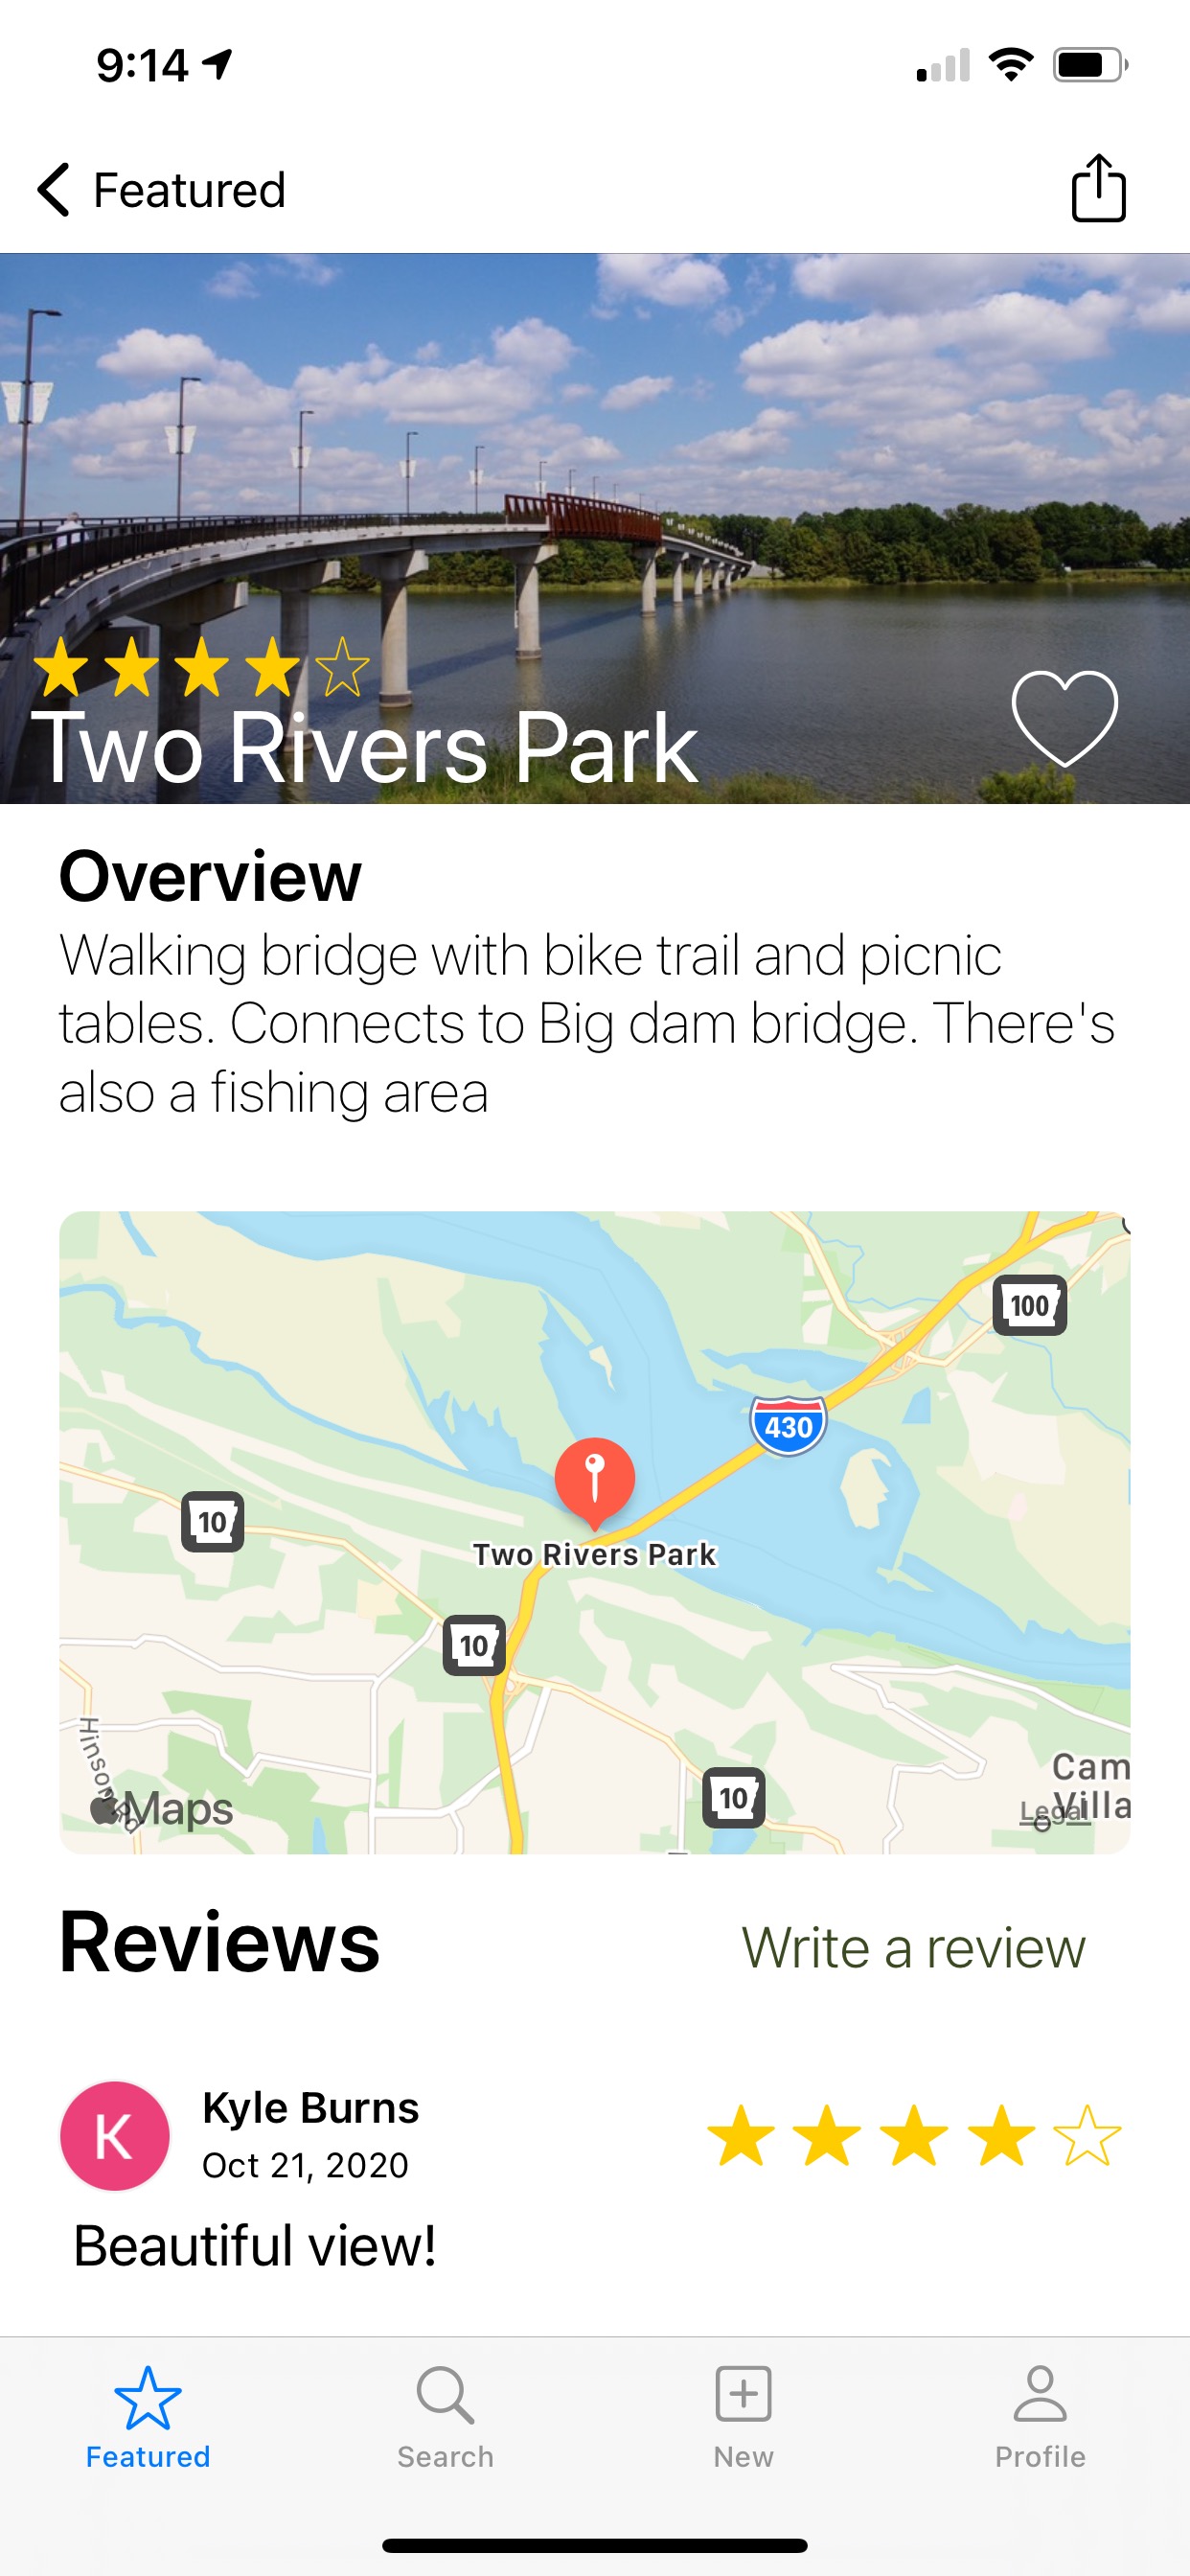 9:14
Featured
Two Rivers Park
Overview
Walking bridge with bike trail and picnic
tables. Connects to Big dam bridge. There's
also a fishing area
100
430
10
Two Rivers Park
10
Hinson Rd
10
Cam
Villa
Maps
Legal
Reviews
Write a review
K
Kyle Burns
Oct 21, 2020
Beautiful view!
Featured
Search
New
Profile